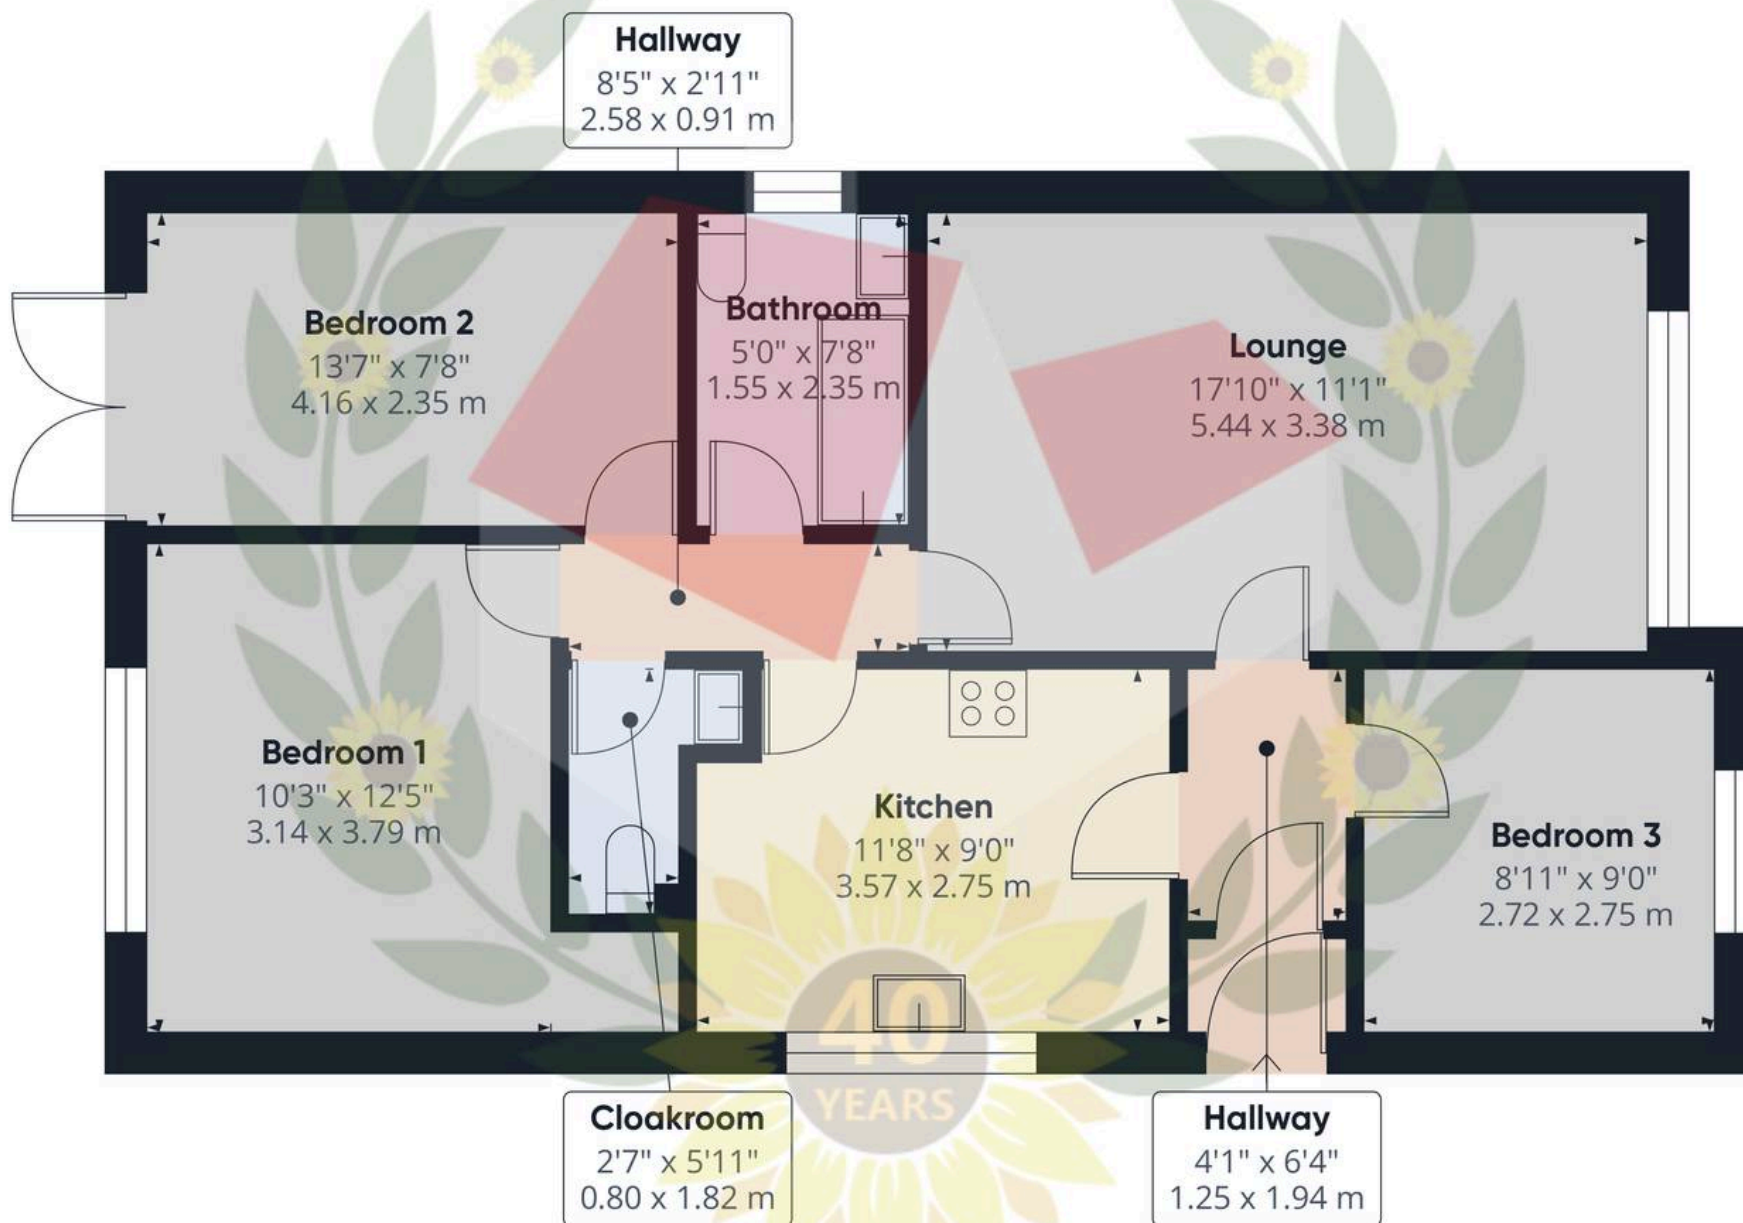 Hallway
8'5" x 2'11"
2.58 x 0.91 m
Bedroom 2
13'7" x 7'8"
4.16 x 2.35 m
Bathroom
5'0" x 7'8"
1.55 x 2.35 m
Lounge
17'10" x 11'1"
5.44 x 3.38 m
Bedroom 1
10'3" x 12'5"
3.14 x 3.79 m
Kitchen
11'8" x 9'0"
3.57 x 2.75 m
Bedroom 3
8'11" x 9'0"
2.72 x 2.75 m
40
YEARS
Cloakroom
2'7" x 5'11"
0.80 x 1.82 m
Hallway
4'1" x 6'4"
1.25 x 1.94 m